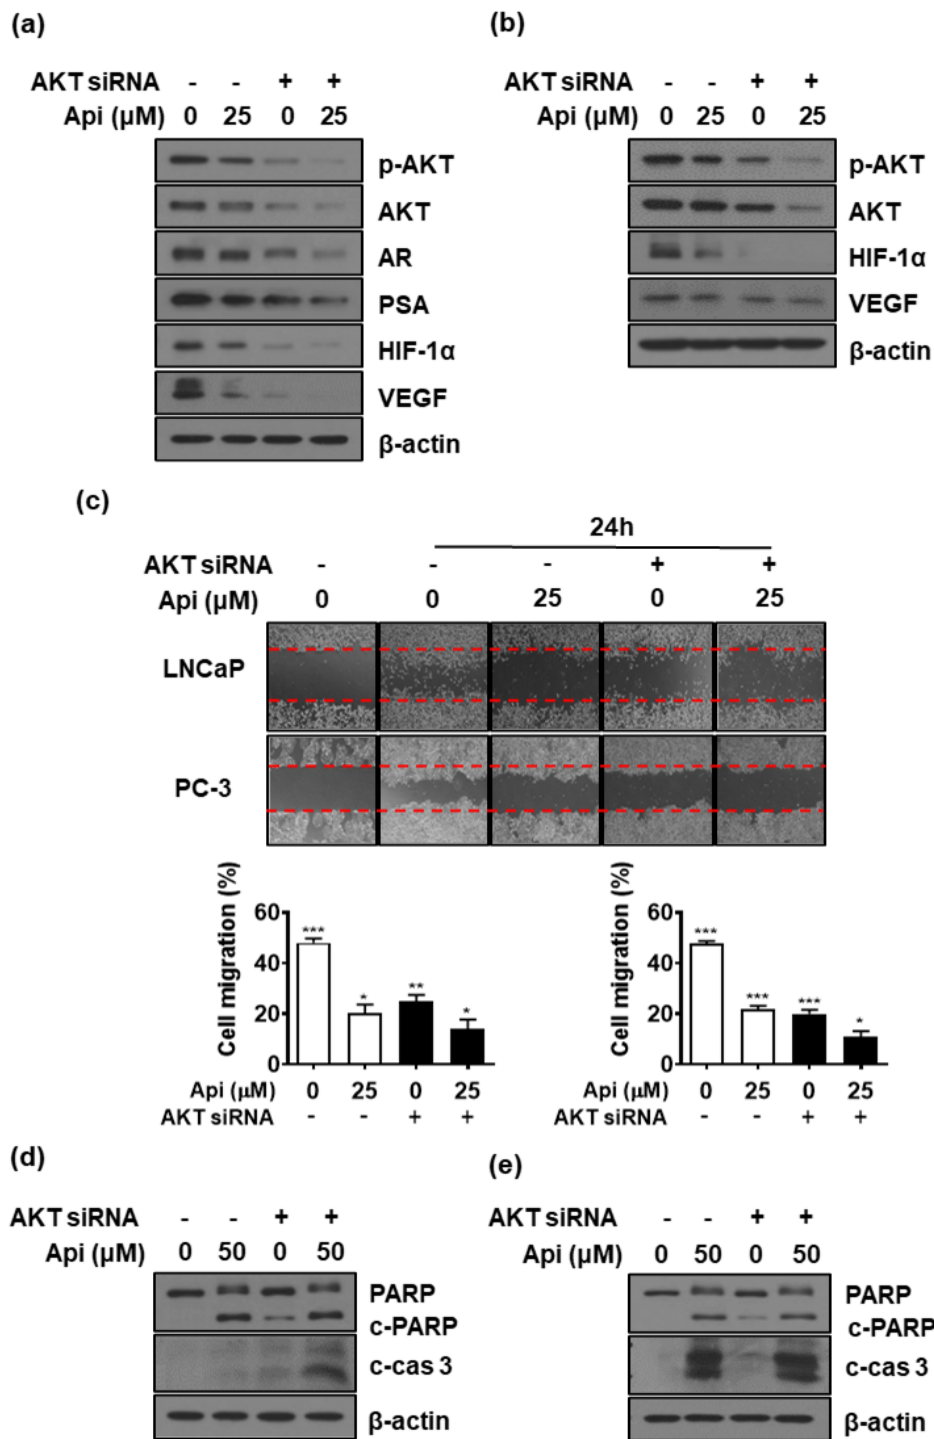 (a)
AKT siRNA - - + +
Api (µM) 0 25 0 25
p-AKT
AKT
AR
PSA
HIF-1α
VEGF
β-actin
(b)
AKT siRNA - - + +
Api (µM) 0 25 0 25
p-AKT
AKT
HIF-1α
VEGF
β-actin
(c)
24h
AKT siRNA - - - + +
Api (µM) 0 0 25 0 25
LNCaP
PC-3
Cell migration (%)
60
40
20
0
*** * ** *
Api (µM) 0 25 0 25
AKT siRNA - - + +
Cell migration (%)
60
40
20
0
*** *** *** *
Api (µM) 0 25 0 25
AKT siRNA - - + +
(d)
AKT siRNA - - + +
Api (µM) 0 50 0 50
PARP
c-PARP
c-cas 3
β-actin
(e)
AKT siRNA - - + +
Api (µM) 0 50 0 50
PARP
c-PARP
c-cas 3
β-actin